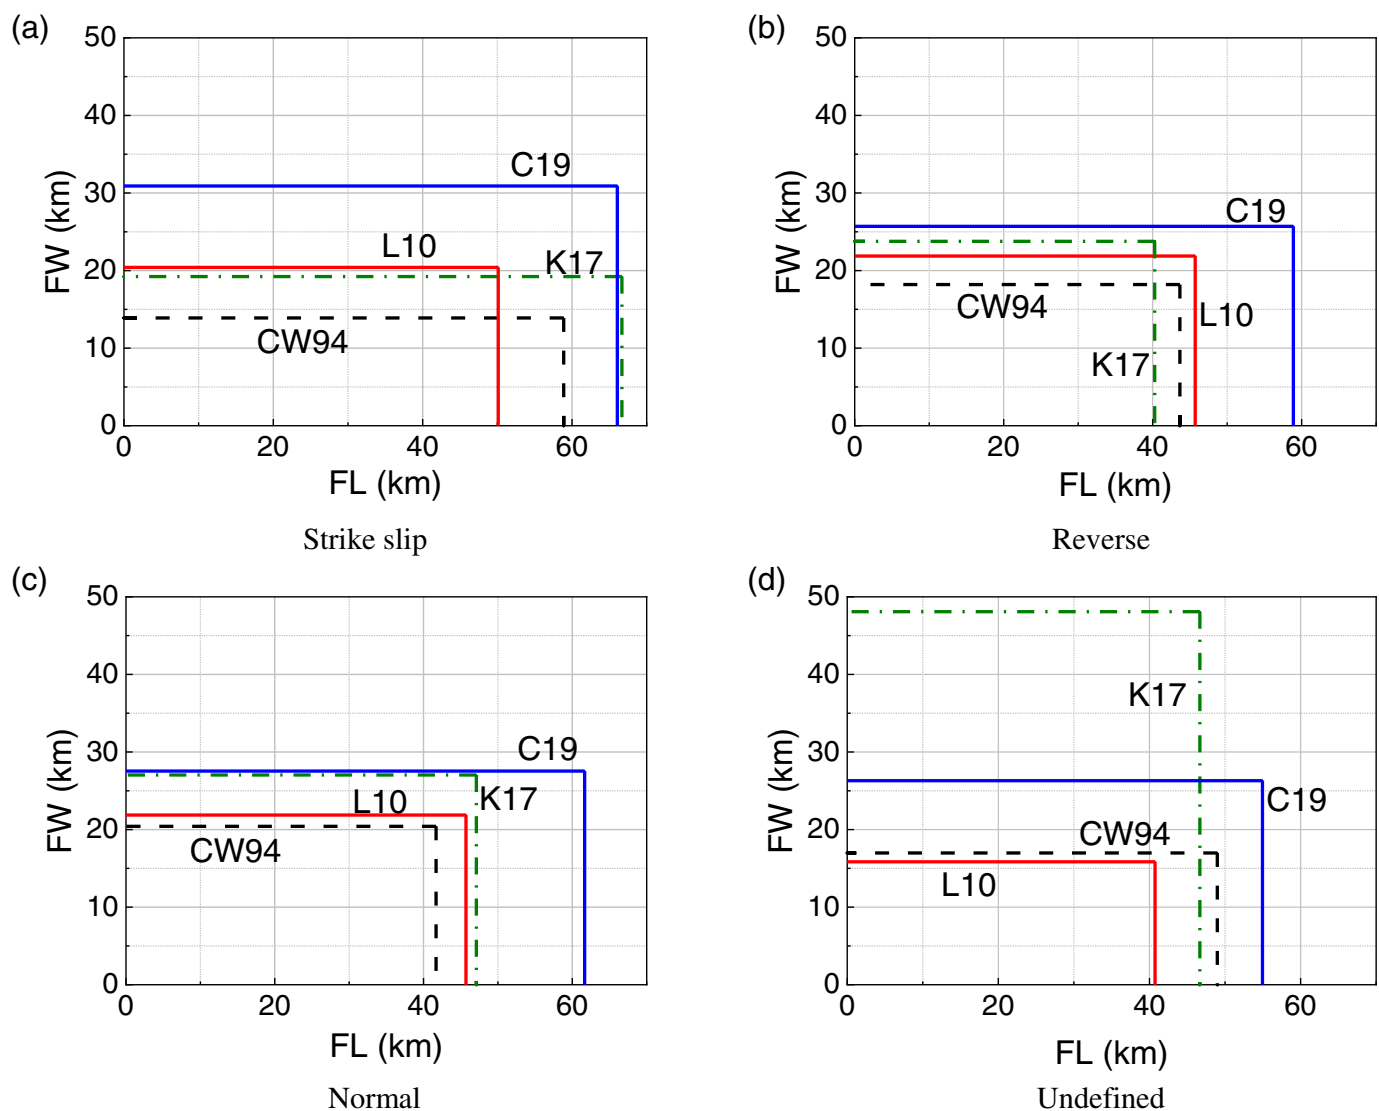 (a)
50
40
30
20
10
0
FW (km)
C19
L10
K17
CW94
0 20 40 60
FL (km)
Strike slip
(b)
50
40
30
20
10
0
FW (km)
C19
CW94
L10
K17
0 20 40 60
FL (km)
Reverse
(c)
50
40
30
20
10
0
FW (km)
C19
L10 K17
CW94
0 20 40 60
FL (km)
Normal
(d)
50
40
30
20
10
0
FW (km)
K17
C19
CW94
L10
0 20 40 60
FL (km)
Undefined